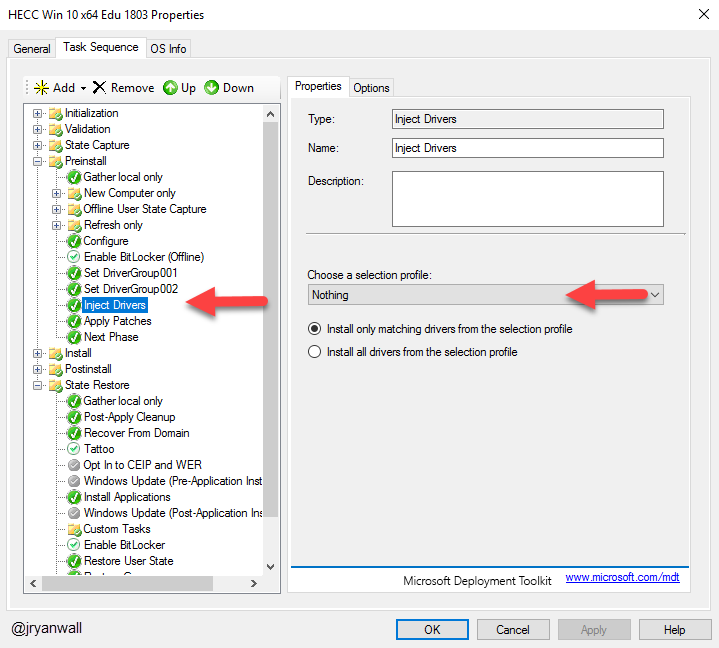 HECC Win 10 x64 Edu 1803 Properties
General Task Sequence OS Info
Add Remove Up Down
Initialization
Validation
State Capture
Preinstall
Gather local only
New Computer only
Offline User State Capture
Refresh only
Configure
Enable BitLocker (Offline)
Set DriverGroup001
Set DriverGroup002
Inject Drivers
Apply Patches
Next Phase
Install
Postinstall
State Restore
Gather local only
Post-Apply Cleanup
Recover From Domain
Tattoo
Opt In to CEIP and WER
Windows Update (Pre-Application Inst
Install Applications
Windows Update (Post-Application Ins
Custom Tasks
Enable BitLocker
Restore User State
Properties Options
Type: Inject Drivers
Name: Inject Drivers
Description:
Choose a selection profile:
Nothing
Install only matching drivers from the selection profile
Install all drivers from the selection profile
Microsoft Deployment Toolkit www.microsoft.com/mdt
@jryanwall
OK Cancel Apply Help